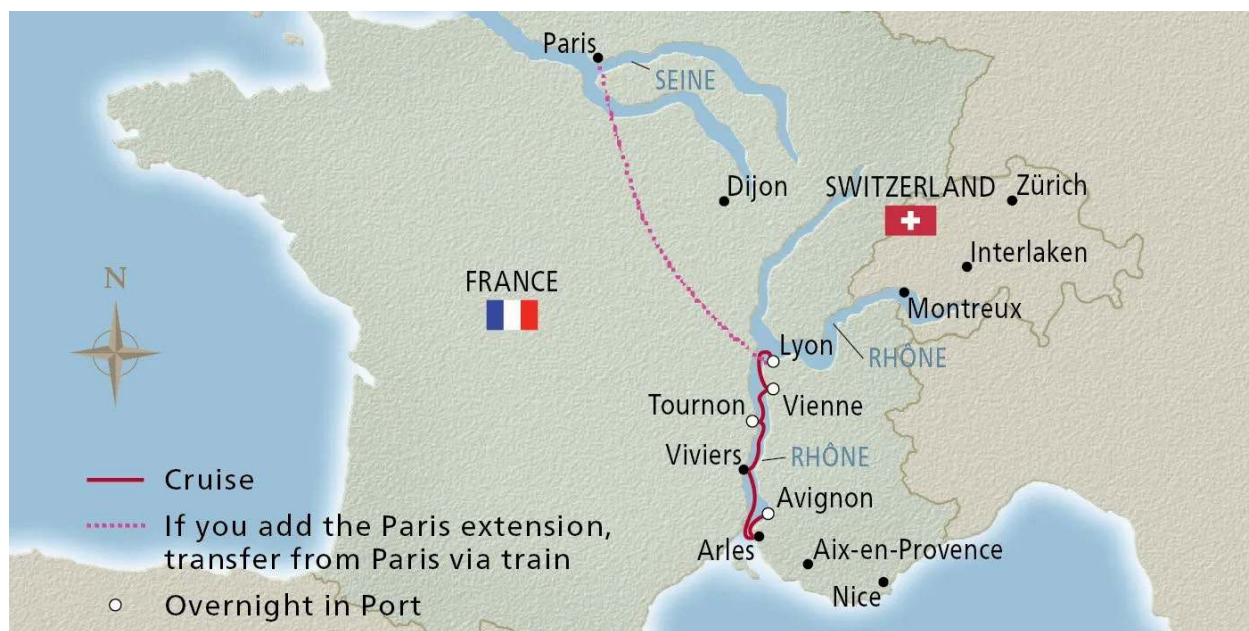 Paris
SEINE
Dijon
SWITZERLAND
Zürich
Interlaken
FRANCE
Montreux
N
Lyon
RHÔNE
Tournon
Vienne
Viviers
RHÔNE
Cruise
Avignon
If you add the Paris extension,
transfer from Paris via train
Arles
Aix-en-Provence
Nice
Overnight in Port